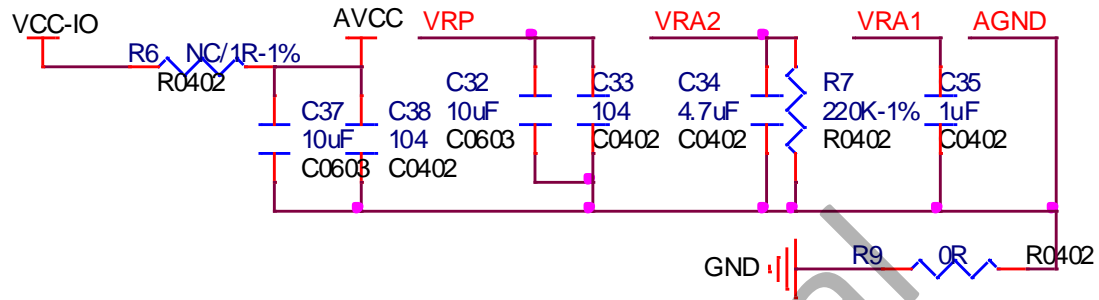 VCC-IO
AVCC
VRP
VRA2
VRA1
AGND
R6
NC/1R-1%
R0402
C37
10uF
C0603
C38
104
C0402
C32
10uF
C0603
C33
104
C0402
C34
4.7uF
C0402
R7
220K-1%
R0402
C35
1uF
C0402
GND
R9
0R
R0402